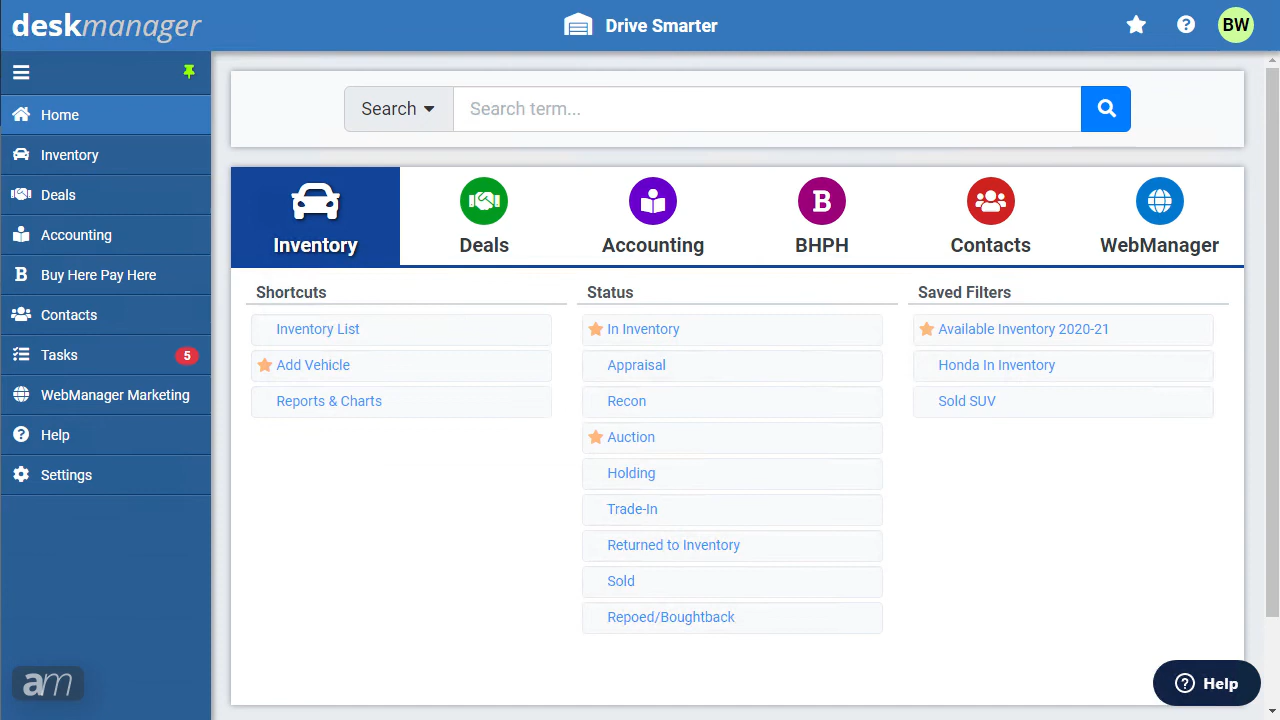 deskmanager
Drive Smarter
BW
Home
Inventory
Deals
Accounting
Buy Here Pay Here
Contacts
Tasks 5
WebManager Marketing
Help
Settings
am
Search
Search term...
Inventory
Deals
Accounting
BHPH
Contacts
WebManager
Shortcuts
Inventory List
Add Vehicle
Reports & Charts
Status
In Inventory
Appraisal
Recon
Auction
Holding
Trade-In
Returned to Inventory
Sold
Repoed/Boughtback
Saved Filters
Available Inventory 2020-21
Honda In Inventory
Sold SUV
Help